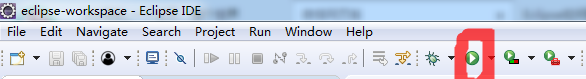 eclipse-workspace - Eclipse IDE
File Edit Navigate Search Project Run Window Help